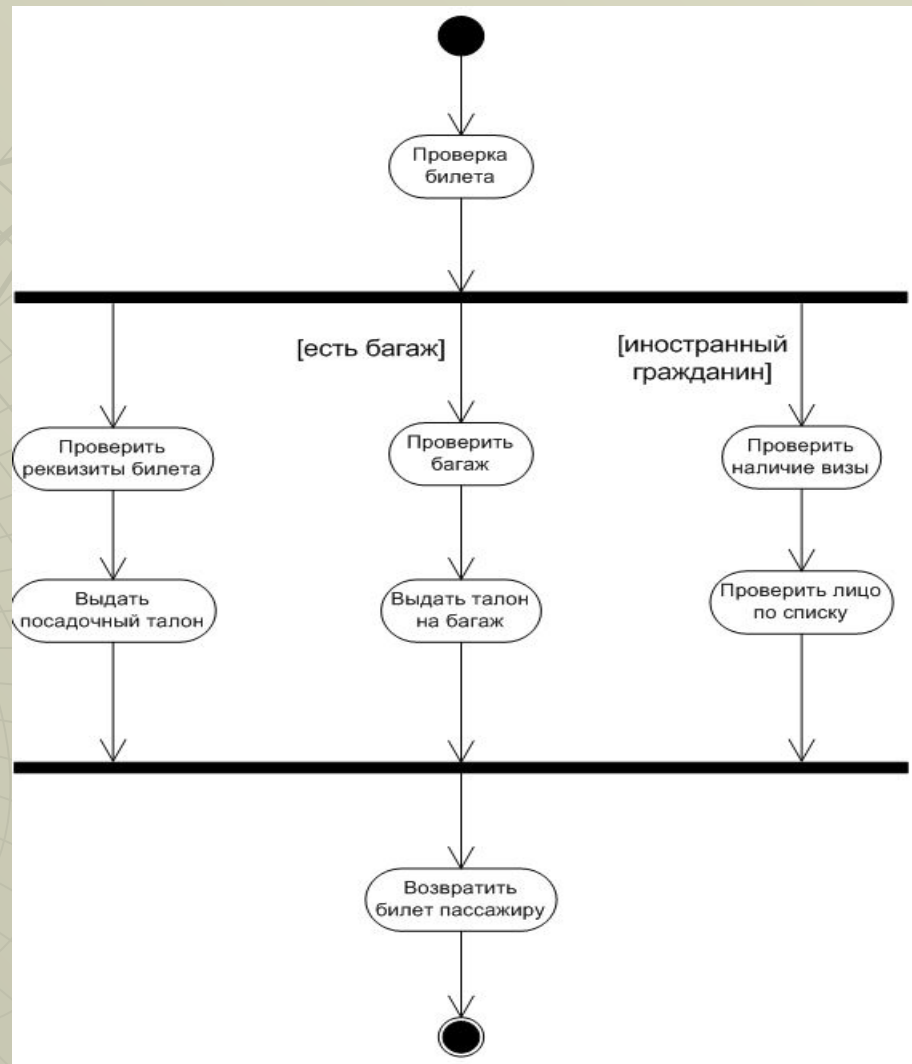 Проверка
билета
[есть багаж]
[иностранный
гражданин]
Проверить
реквизиты билета
Проверить
багаж
Проверить
наличие визы
Выдать
посадочный талон
Выдать талон
на багаж
Проверить лицо
по списку
Возвратить
билет пассажиру